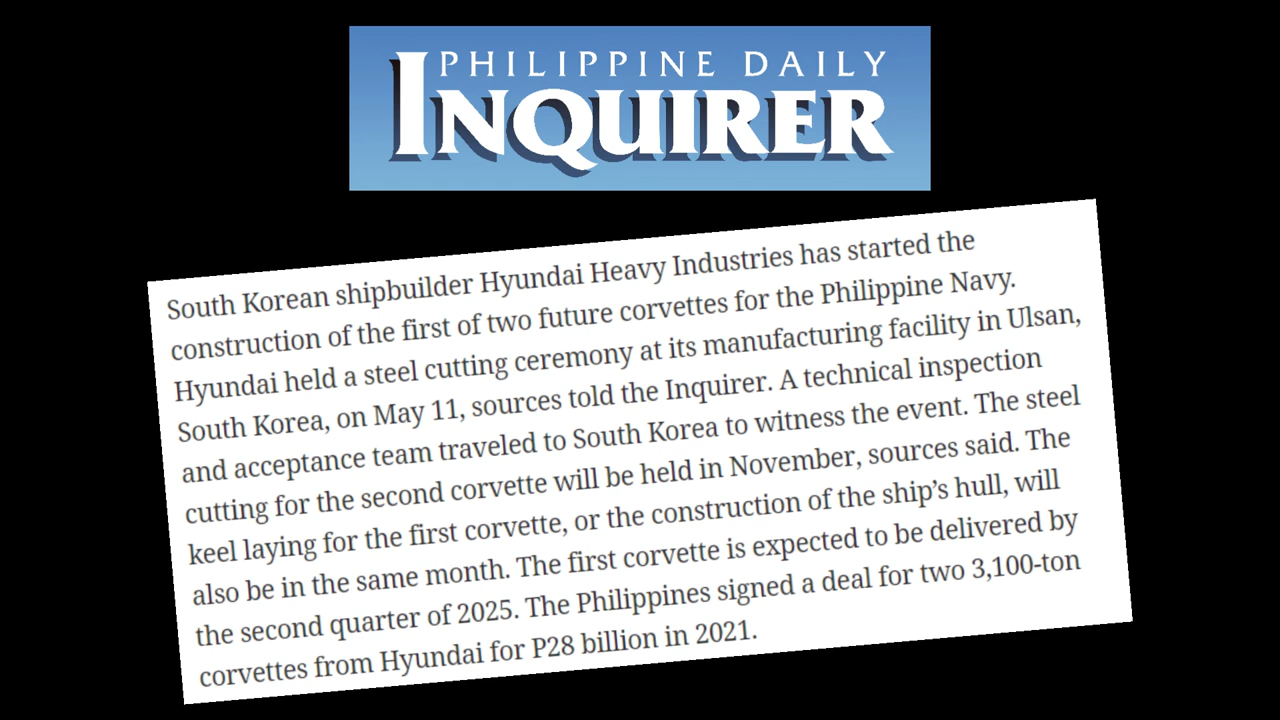 PHILIPPINE DAILY
INQUIRER
South Korean shipbuilder Hyundai Heavy Industries has started the
construction of the first of two future corvettes for the Philippine Navy.
Hyundai held a steel cutting ceremony at its manufacturing facility in Ulsan,
South Korea, on May 11, sources told the Inquirer. A technical inspection
and acceptance team traveled to South Korea to witness the event. The steel
cutting for the second corvette will be held in November, sources said. The
keel laying for the first corvette, or the construction of the ship’s hull, will
also be in the same month. The first corvette is expected to be delivered by
the second quarter of 2025. The Philippines signed a deal for two 3,100-ton
corvettes from Hyundai for P28 billion in 2021.